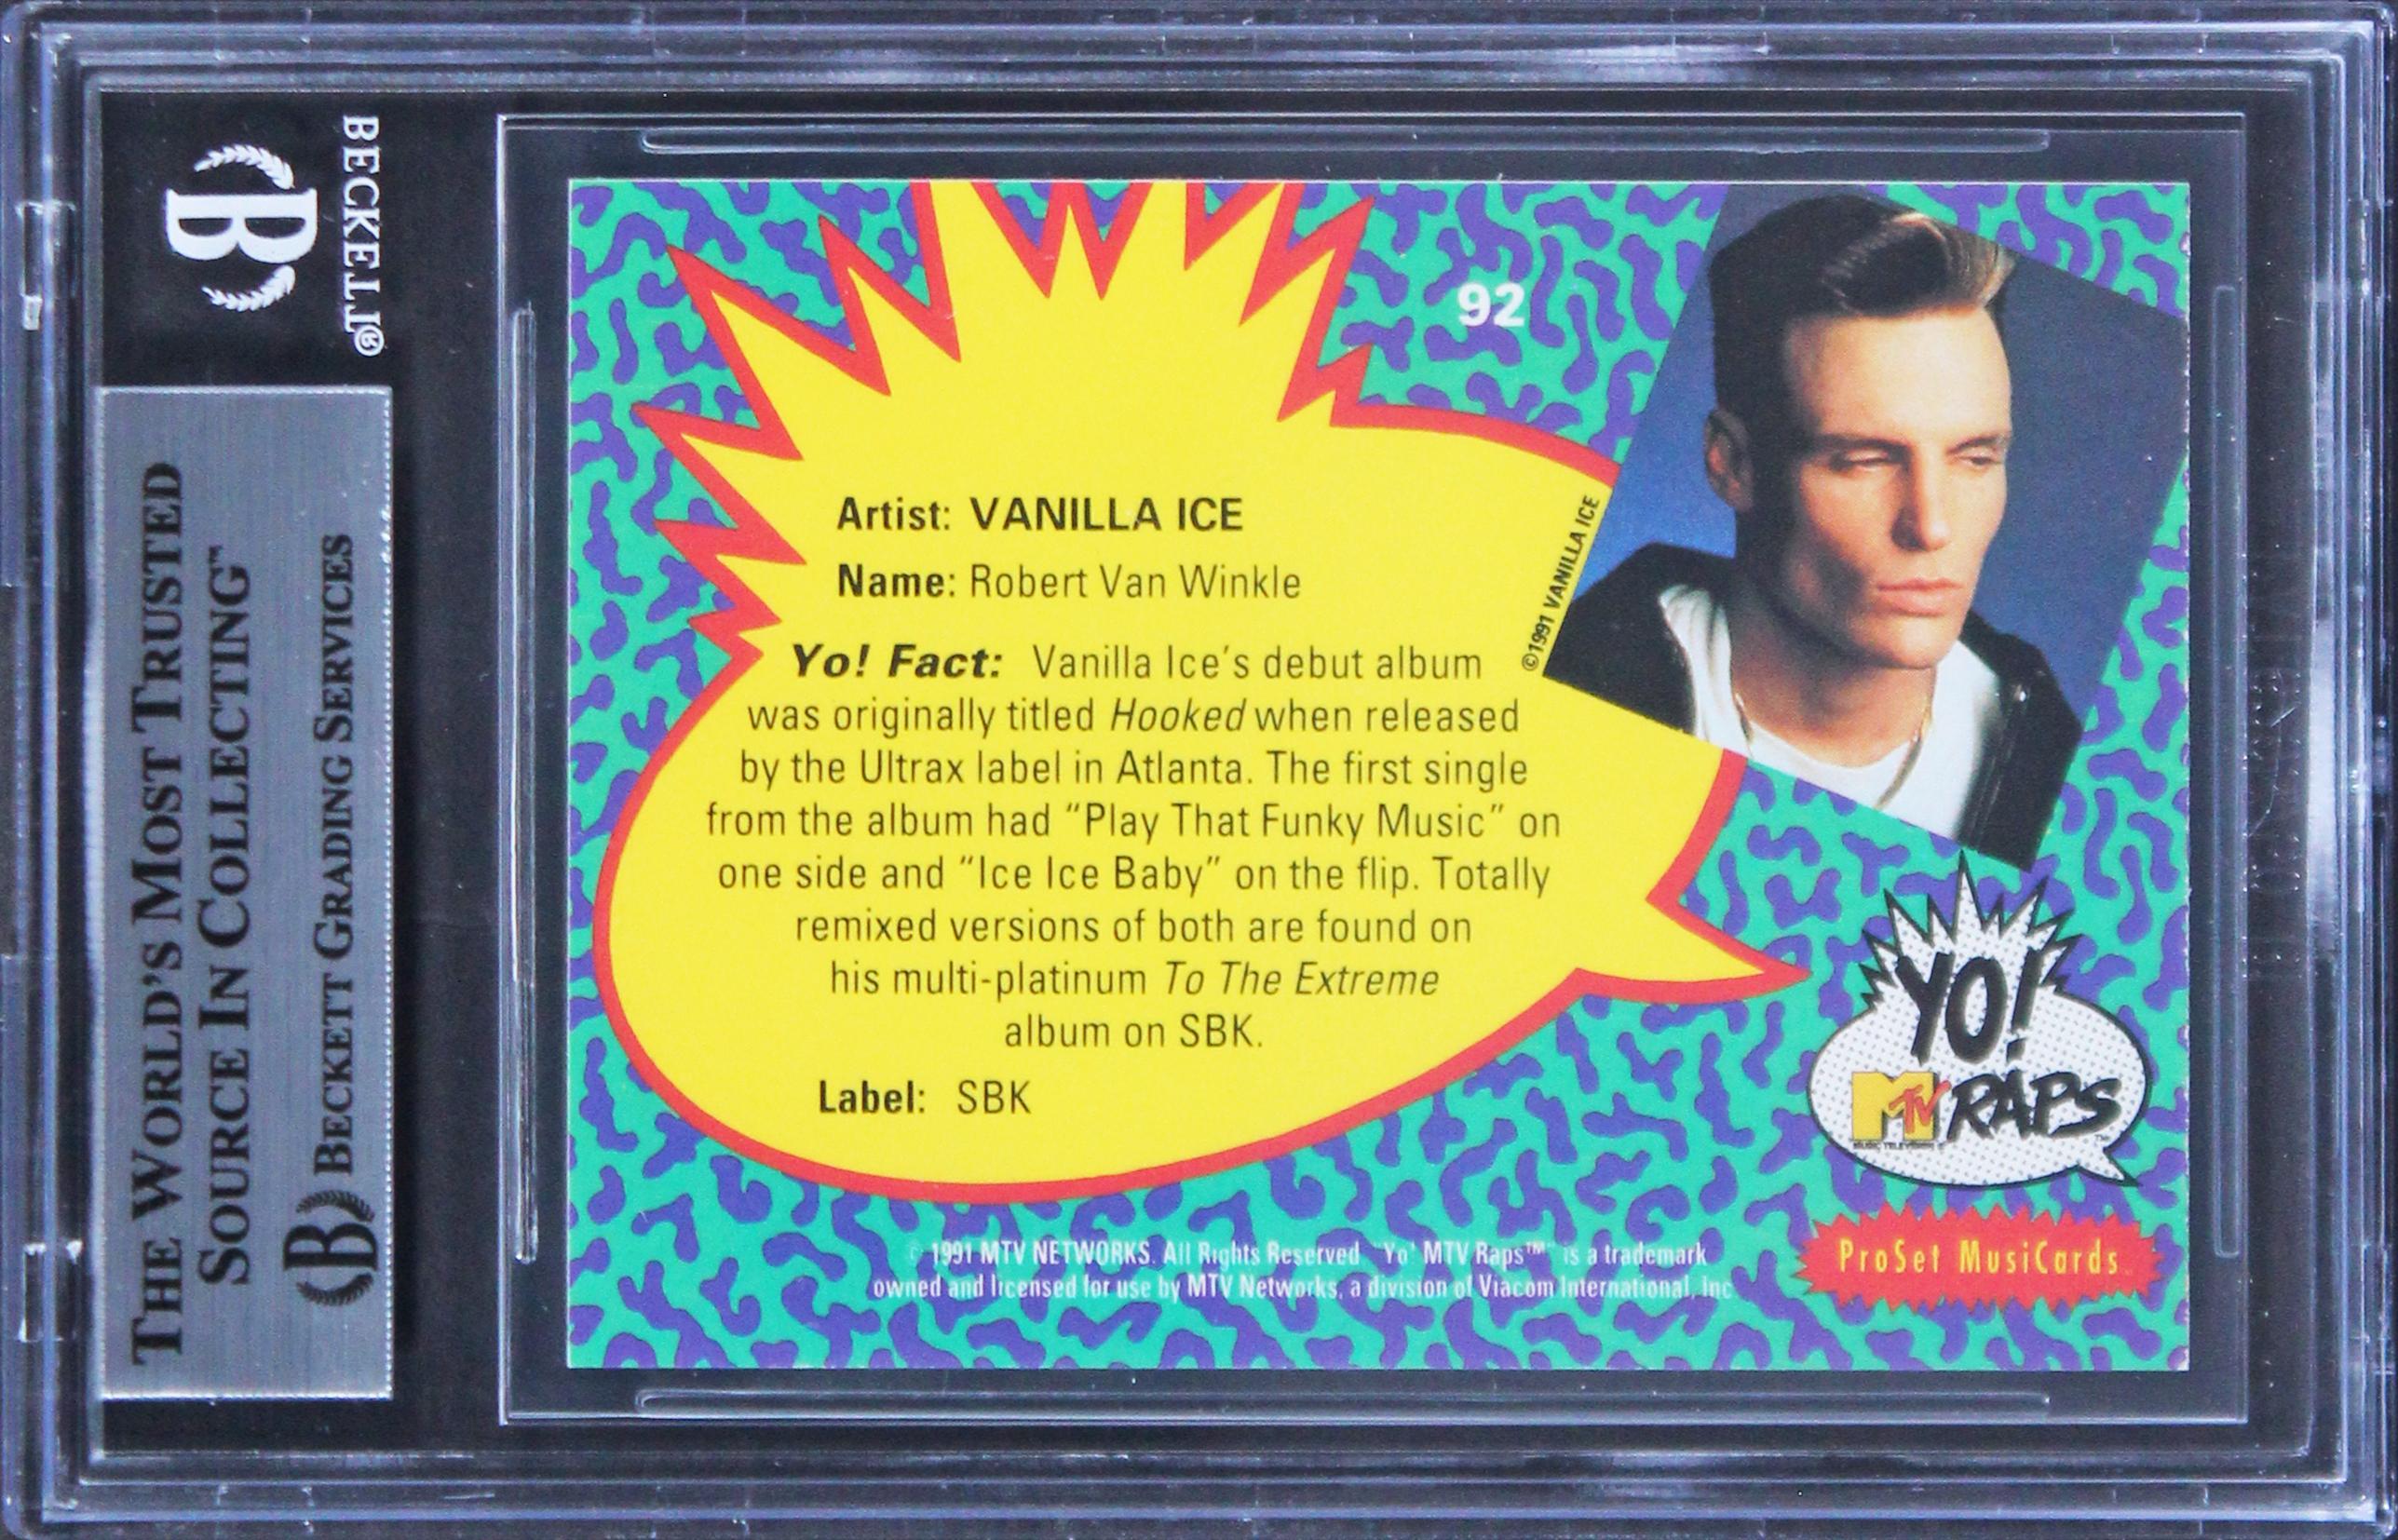 BECKETT®
B
THE WORLD'S MOST TRUSTED
SOURCE IN COLLECTING™
B BECKETT GRADING SERVICES
92
Artist: VANILLA ICE
Name: Robert Van Winkle
Yo! Fact: Vanilla Ice's debut album
was originally titled Hooked when released
by the Ultrax label in Atlanta. The first single
from the album had "Play That Funky Music" on
one side and "Ice Ice Baby" on the flip. Totally
remixed versions of both are found on
his multi-platinum To The Extreme
album on SBK.
Label: SBK
©1991 VANILLA ICE
YO!
MTV RAPS™
MUSIC TELEVISION
ProSet MusiCards
© 1991 MTV NETWORKS. All Rights Reserved "Yo! MTV Raps™" is a trademark
owned and licensed for use by MTV Networks, a division of Viacom International, Inc